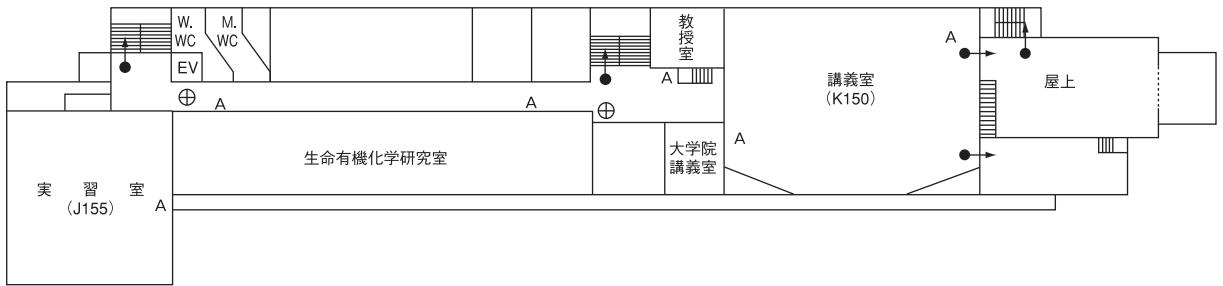 W.
WC
M.
WC
EV
教授室
講義室
(K150)
屋上
生命有機化学研究室
大学院
講義室
実習室
(J155)
A
A
A
A
A
A